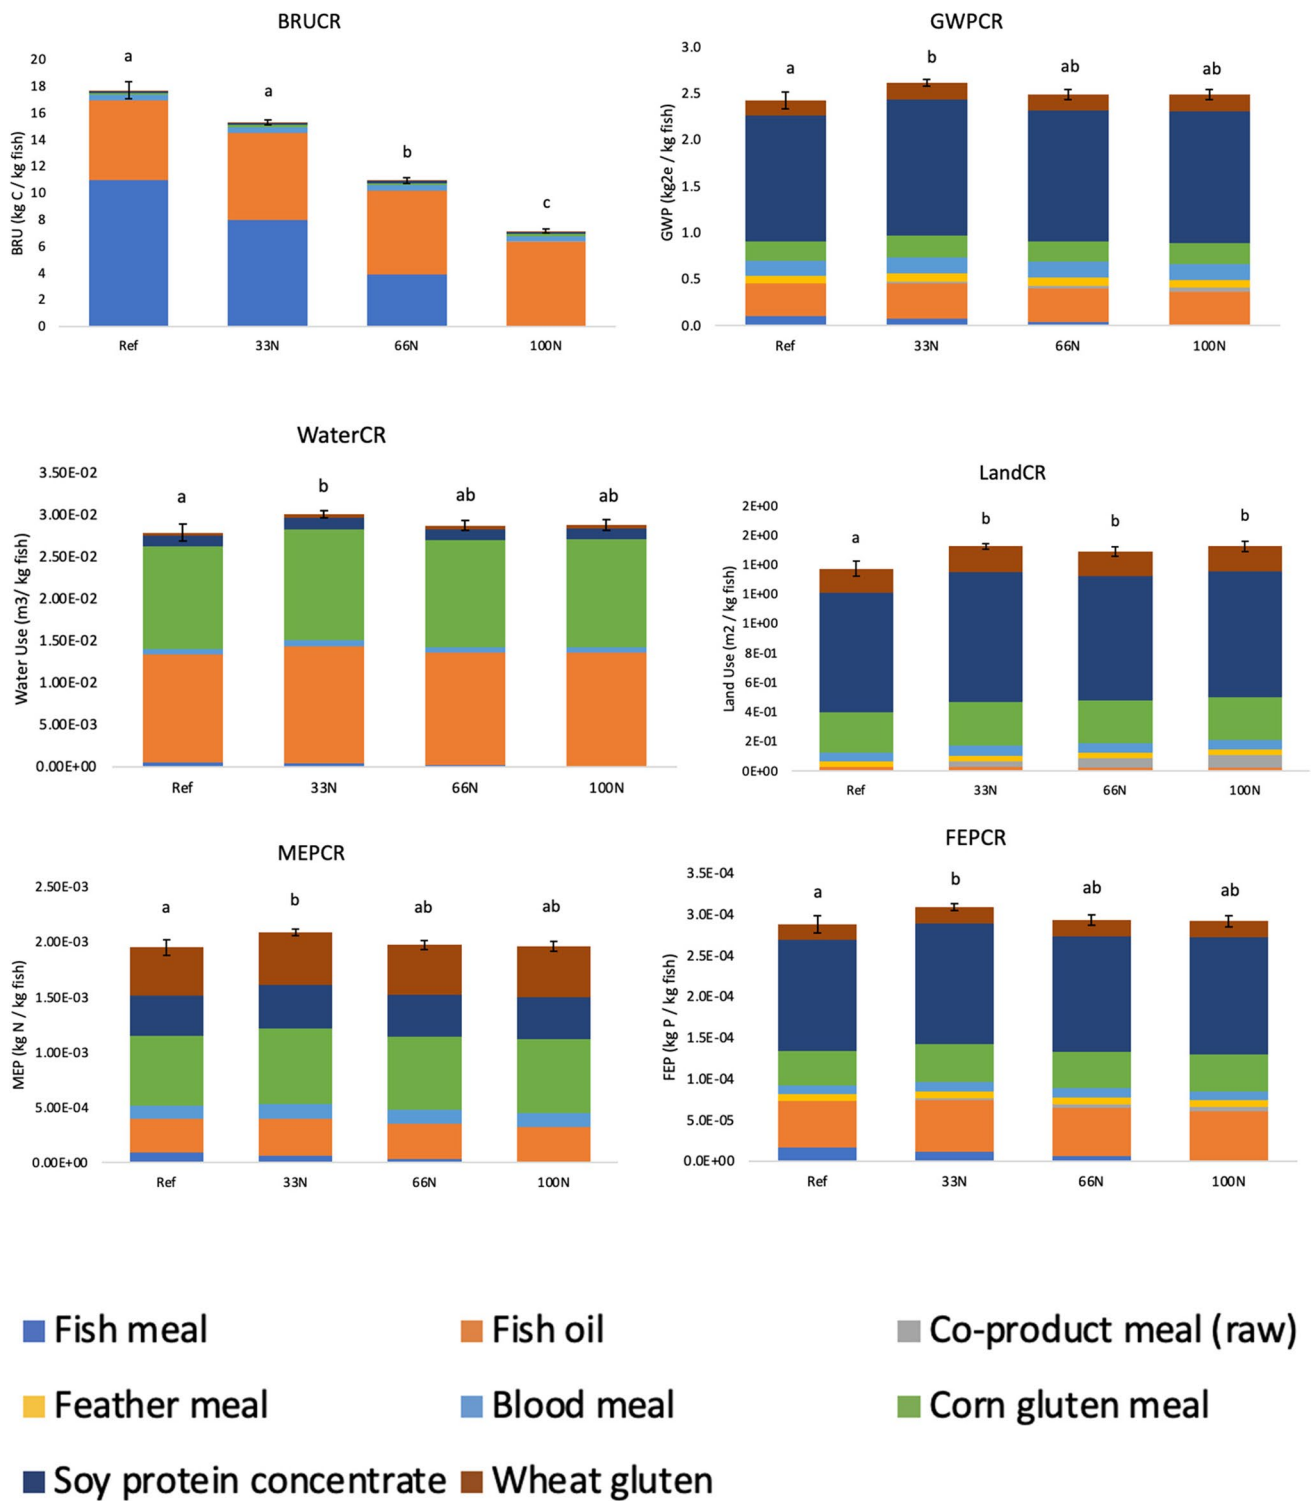 BRUCR
BRU (kg C / kg fish)
20
18
16
14
12
10
8
6
4
2
0
a
a
b
c
Ref
33N
66N
100N
GWPCR
GWP (kg2e / kg fish)
3.0
2.5
2.0
1.5
1.0
0.5
0.0
a
b
ab
ab
Ref
33N
66N
100N
WaterCR
Water Use (m3/ kg fish)
3.50E-02
3.00E-02
2.50E-02
2.00E-02
1.50E-02
1.00E-02
5.00E-03
0.00E+00
a
b
ab
ab
Ref
33N
66N
100N
LandCR
Land Use (m2 / kg fish)
2E+00
2E+00
1E+00
1E+00
1E+00
8E-01
6E-01
4E-01
2E-01
0E+00
a
b
b
b
Ref
33N
66N
100N
MEPCR
MEP (kg N / kg fish)
2.50E-03
2.00E-03
1.50E-03
1.00E-03
5.00E-04
0.00E+00
a
b
ab
ab
Ref
33N
66N
100N
FEPCR
FEP (kg P / kg fish)
3.5E-04
3.0E-04
2.5E-04
2.0E-04
1.5E-04
1.0E-04
5.0E-05
0.0E+00
a
b
ab
ab
Ref
33N
66N
100N
Fish meal
Fish oil
Co-product meal (raw)
Feather meal
Blood meal
Corn gluten meal
Soy protein concentrate
Wheat gluten